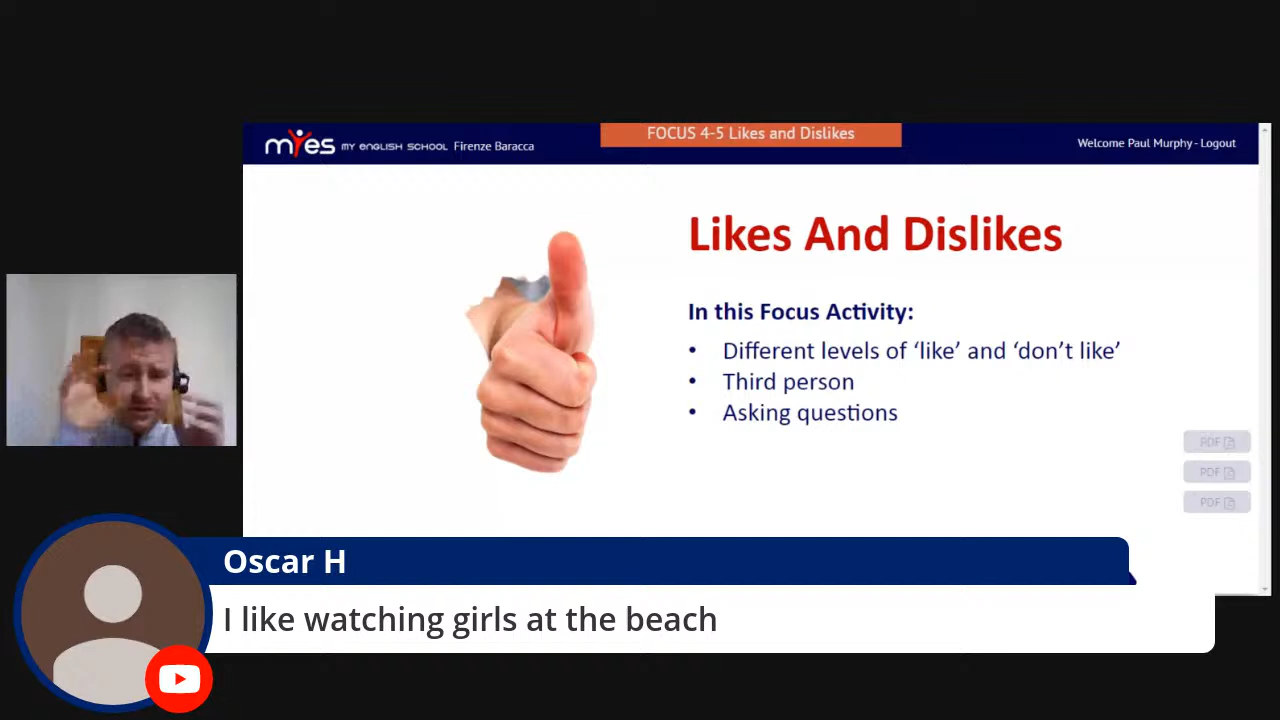 FOCUS 4-5 Likes and Dislikes
myes MY ENGLISH SCHOOL Firenze Baracca
Welcome Paul Murphy - Logout
Likes And Dislikes
In this Focus Activity:
• Different levels of ‘like’ and ‘don’t like’
• Third person
• Asking questions
PDF
PDF
PDF
Oscar H
I like watching girls at the beach